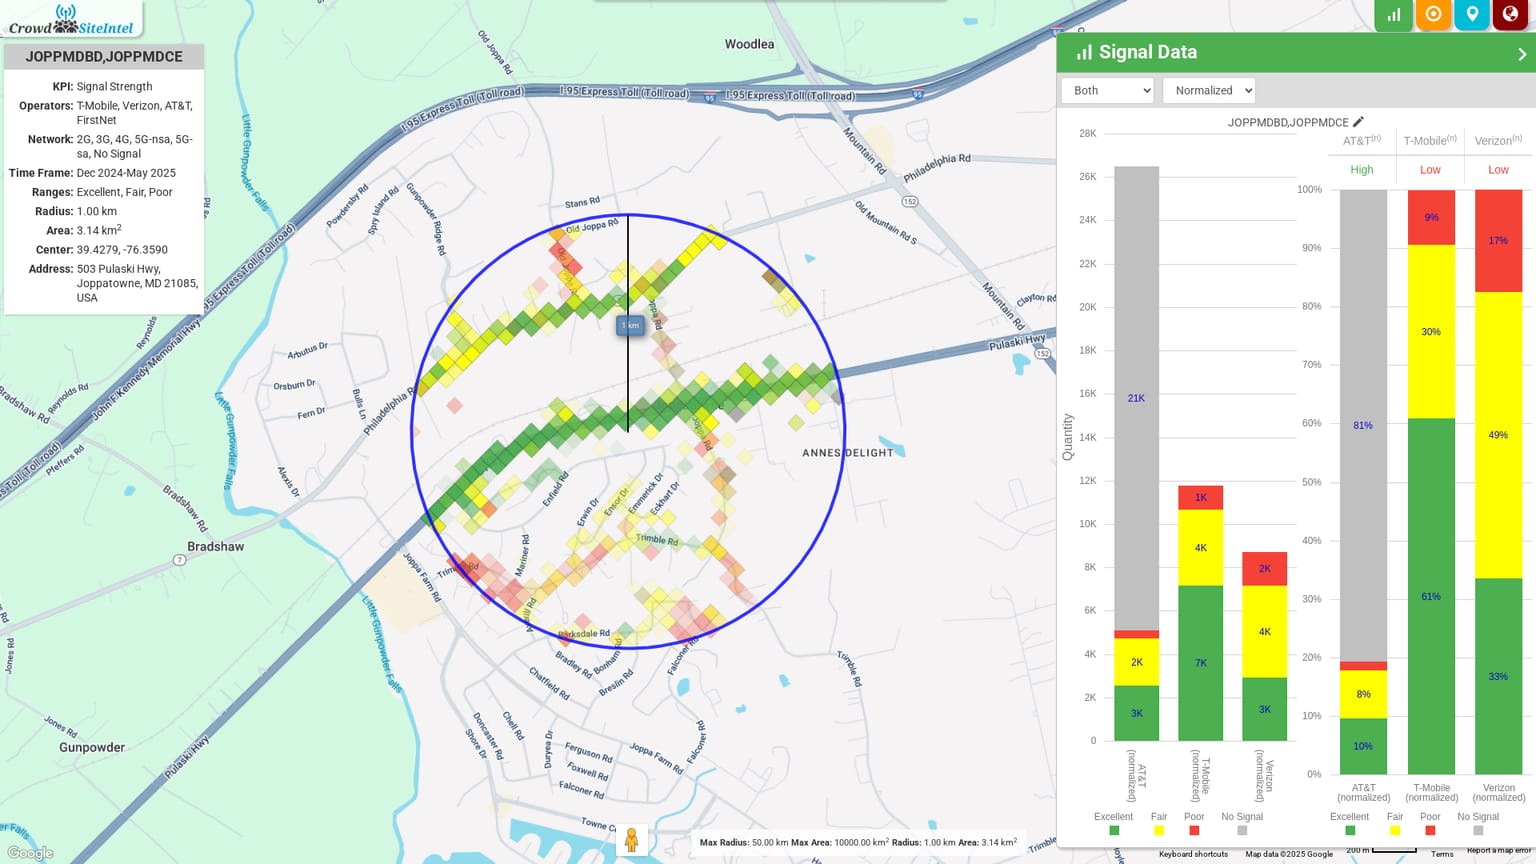 Crowd SiteIntel
JOPPMDBD,JOPPMDCE
KPI: Signal Strength
Operators: T-Mobile, Verizon, AT&T,
FirstNet
Network: 2G, 3G, 4G, 5G-nsa, 5G-
sa, No Signal
Time Frame: Dec 2024-May 2025
Ranges: Excellent, Fair, Poor
Radius: 1.00 km
Area: 3.14 km²
Center: 39.4279, -76.3590
Address: 503 Pulaski Hwy,
Joppatowne, MD 21085,
USA
Woodlea
Old Joppa Rd
I-95 Express Toll (Toll road)
I-95 Express Toll (Toll road)
I-95 Express Toll (Toll road)
I-95 Express Toll (Toll road)
95
95
Little Gunpowder Falls
Mountain Rd
Philadelphia Rd
152
Old Mountain Rd S
Powdersby Rd
Spry Island Rd
Gunpowder Ridge Rd
Stans Rd
Old Joppa Rd
95 Express Toll (Toll road)
Mountain Rd
Clayton Rd
Pulaski Hwy
152
1 km
Reynolds
John F Kennedy Memorial Hwy
Arbutus Dr
Orsburn Dr
Fern Dr
Bulls Ln
Philadelphia R
Reynolds Rd
Bradshaw Rd
Pfeffers Rd
Little Gunpowder Falls
ANNES DELIGHT
Joppa Rd
Alexis Dr
Bradshaw Rd
Enfield Rd
Erwin Dr
Ensor Dr
Emmerick Dr
Eckhart Dr
Trimble Rd
Mariner Rd
Bradshaw
7
Joppa Farm Rd
Barksdale Rd
Little Gunpowder Falls
Bradley Rd
Bonham Rd
Breslin Rd
Chatfield Rd
Falconer
Trimble Rd
Jones Rd
Jones Rd
Gunpowder
Pulaski Hwy
Doncaster Rd
Shore Dr
Chell Rd
Duryea Dr
Ferguson Rd
Foxwell Rd
Falconer Rd
Joppa Farm Rd
Falconer
Towne C
Google
Max Radius: 50.00 km Max Area: 10000.00 km² Radius: 1.00 km Area: 3.14 km²
Signal Data
Both
Normalized
JOPPMDBD,JOPPMDCE
28K
26K
24K
22K
20K
18K
16K
14K
12K
10K
8K
6K
4K
2K
0
Quantity
21K
2K
3K
1K
4K
7K
2K
4K
3K
AT&T
(normalized)
T-Mobile
(normalized)
Verizon
(normalized)
Excellent Fair Poor No Signal
AT&T(n) T-Mobile(n) Verizon(n)
High Low Low
100%
90%
80%
70%
60%
50%
40%
30%
20%
10%
0%
81%
8%
10%
9%
30%
61%
17%
49%
33%
AT&T
(normalized)
T-Mobile
(normalized)
Verizon
(normalized)
Excellent Fair Poor No Signal
Keyboard shortcuts Map data ©2025 Google 200 m Terms Report a map error